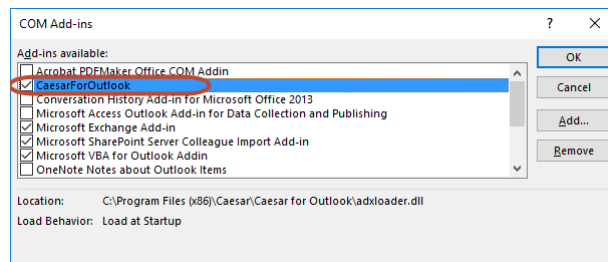 COM Add-ins ? X
Add-ins available:
Acrobat PDFMaker Office COM Addin
CaesarForOutlook
Conversation History Add-in for Microsoft Office 2013
Microsoft Access Outlook Add-in for Data Collection and Publishing
Microsoft Exchange Add-in
Microsoft SharePoint Server Colleague Import Add-in
Microsoft VBA for Outlook Addin
OneNote Notes about Outlook Items
OK
Cancel
Add...
Remove
Location: C:\Program Files (x86)\Caesar\Caesar for Outlook\adxloader.dll
Load Behavior: Load at Startup